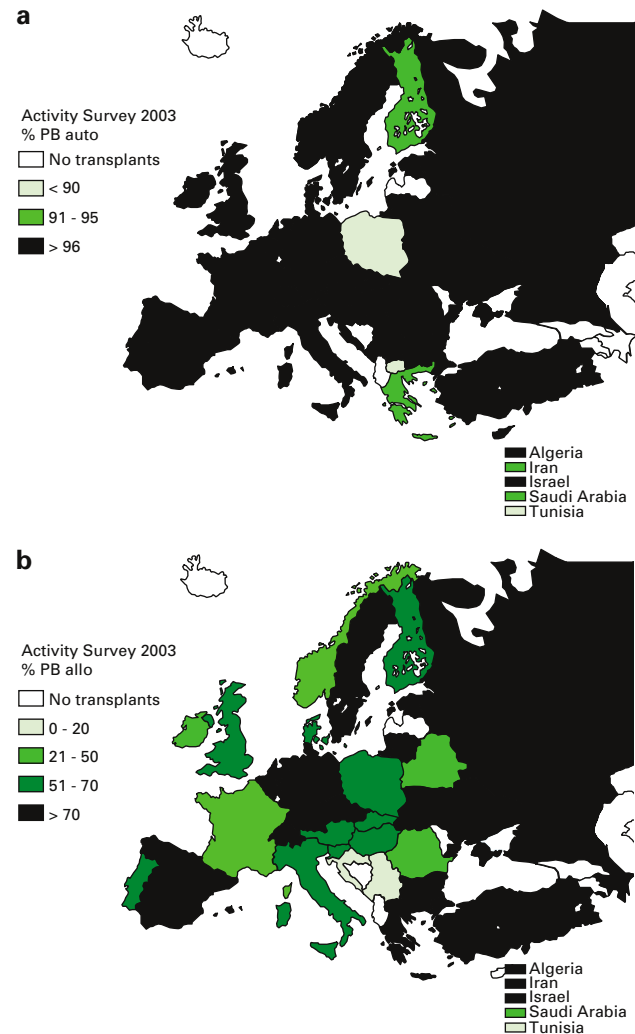 a
Activity Survey 2003
% PB auto
No transplants
< 90
91 - 95
> 96
Algeria
Iran
Israel
Saudi Arabia
Tunisia
b
Activity Survey 2003
% PB allo
No transplants
0 - 20
21 - 50
51 - 70
> 70
Algeria
Iran
Israel
Saudi Arabia
Tunisia